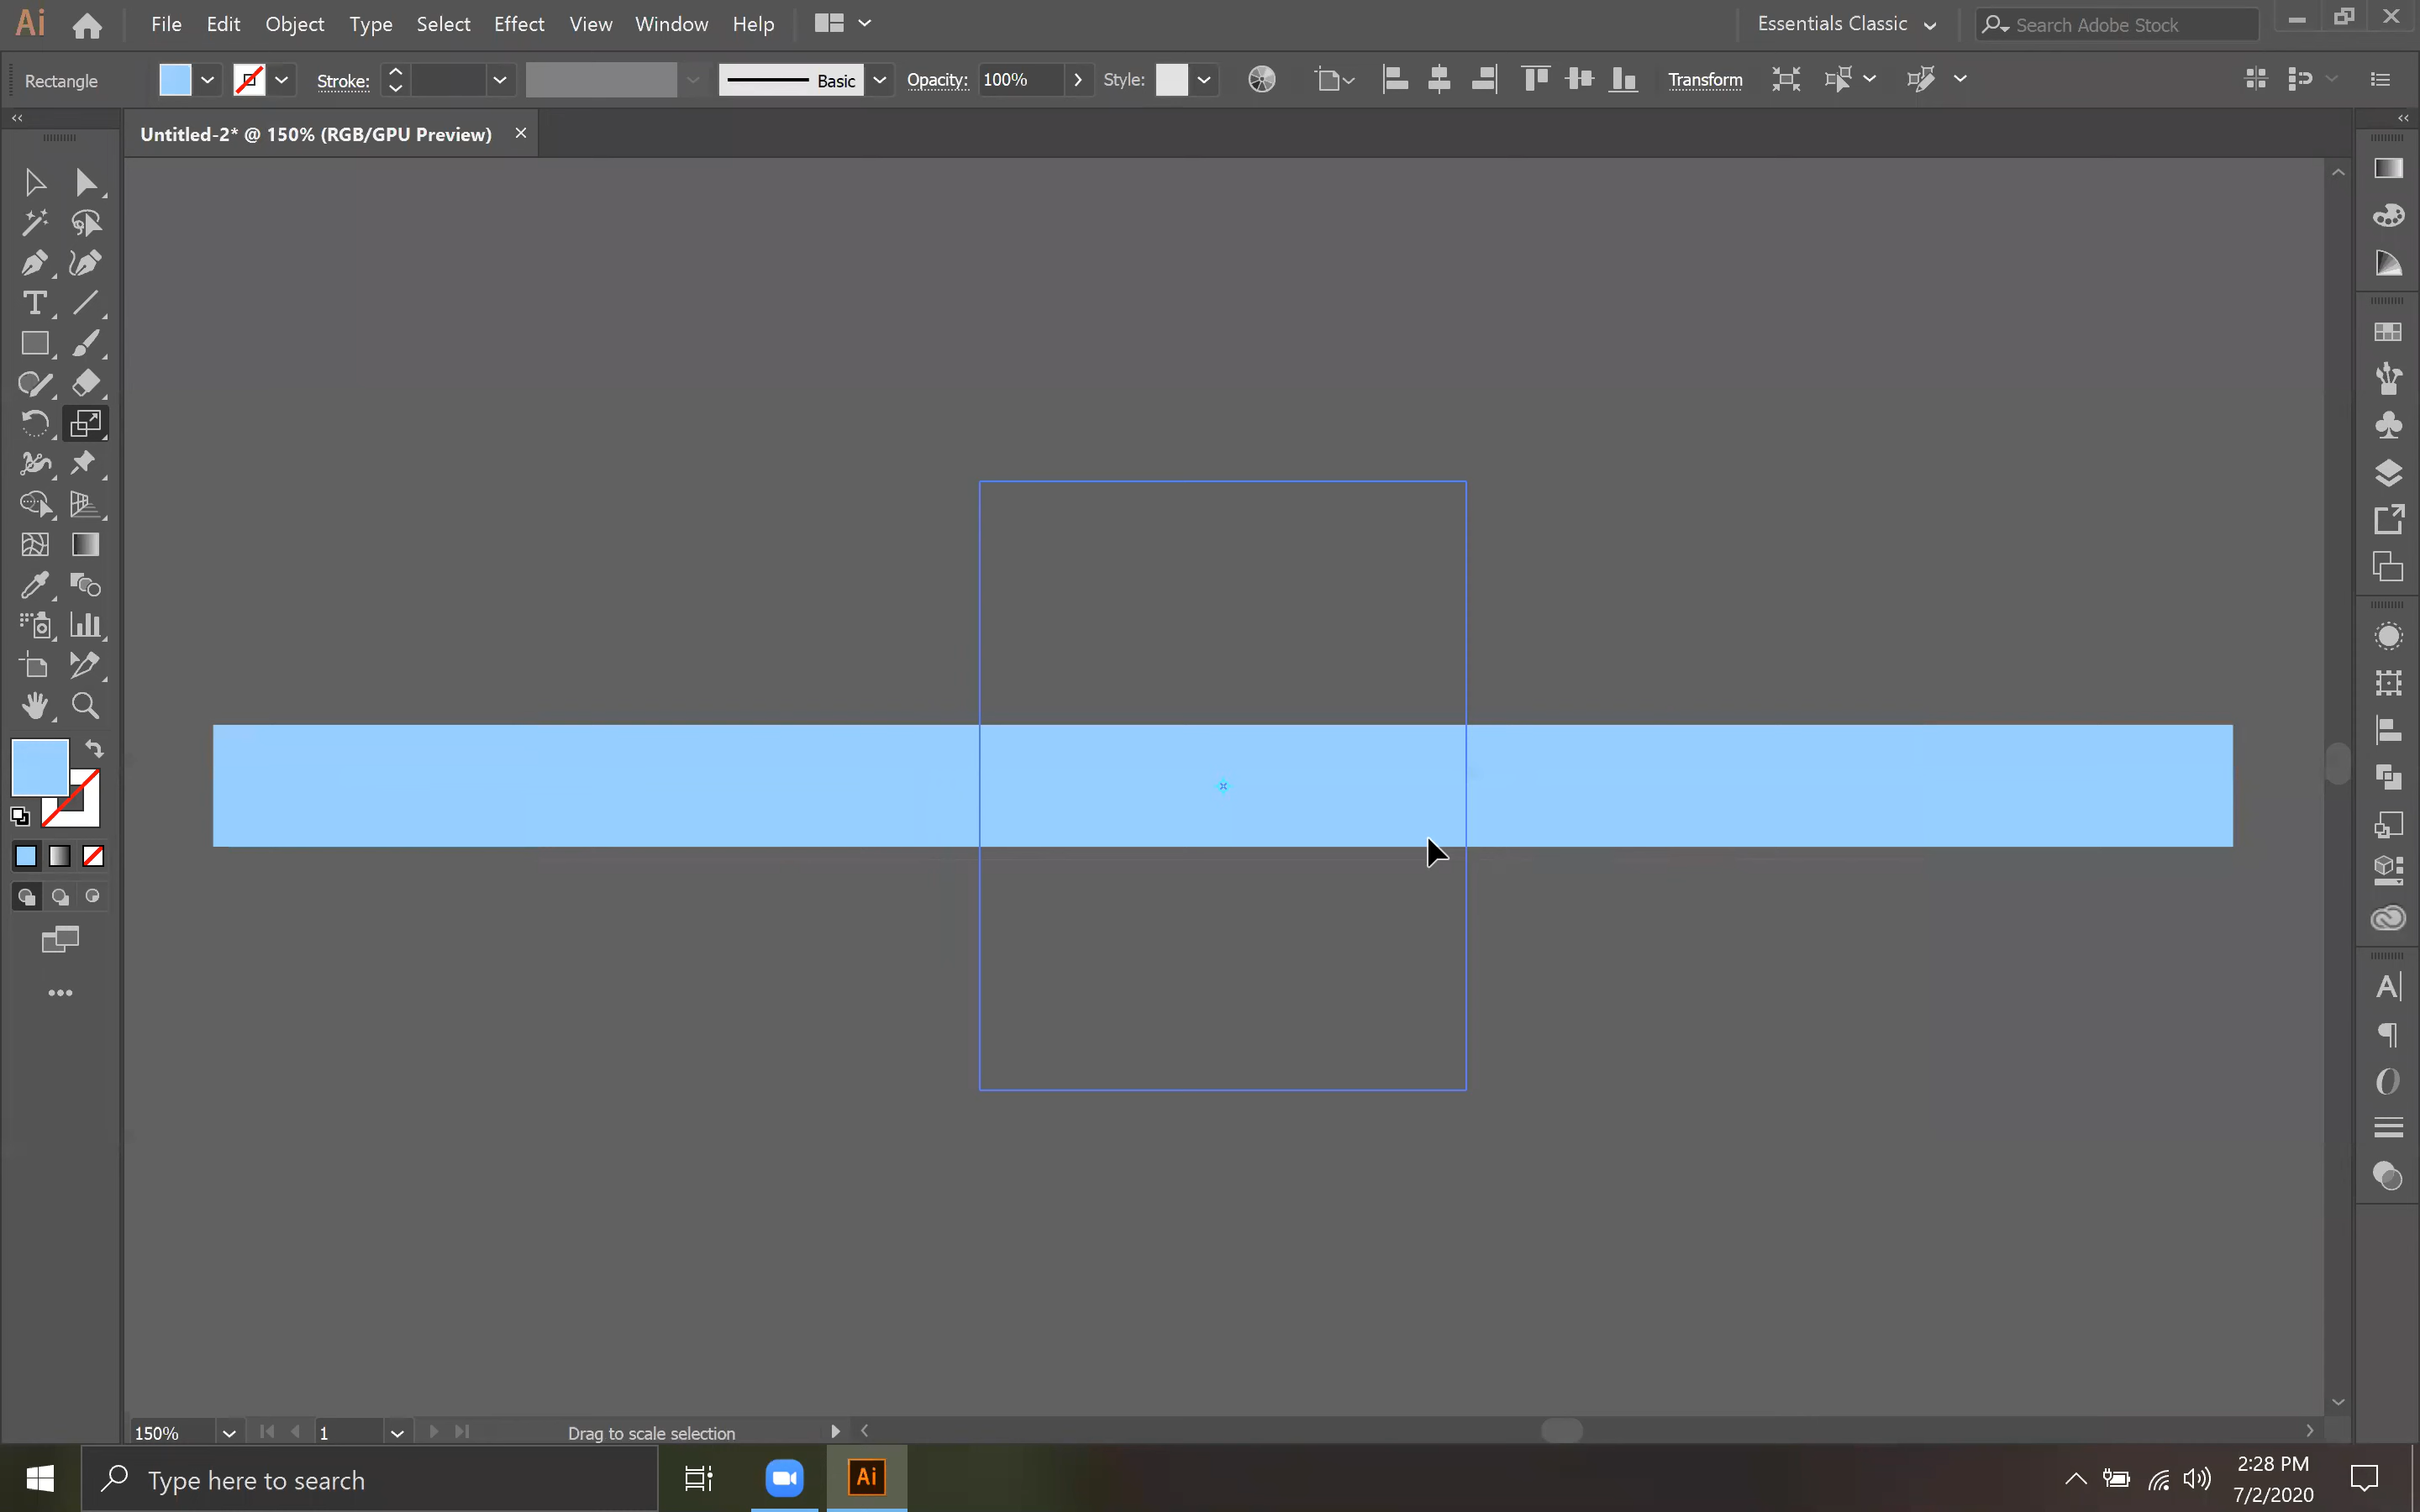 Ai File Edit Object Type Select Effect View Window Help Essentials Classic Search Adobe Stock
Rectangle Stroke: Basic Opacity: 100% Style: Transform
Untitled-2* @ 150% (RGB/GPU Preview) ×
150% 1 Drag to scale selection
Type here to search Ai 2:28 PM
7/2/2020